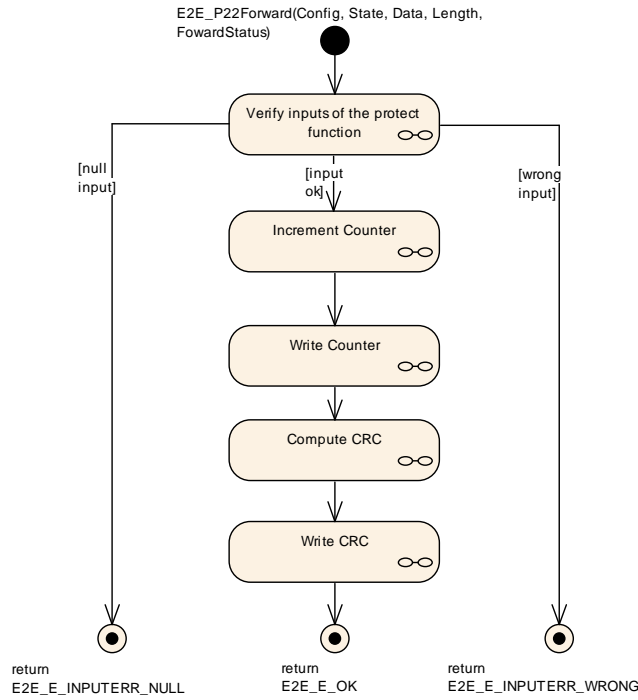 E2E_P22Forward(Config, State, Data, Length,
FowardStatus)
Verify inputs of the protect
function
[null
input]
[input
ok]
[wrong
input]
Increment Counter
Write Counter
Compute CRC
Write CRC
return
E2E_E_INPUTERR_NULL
return
E2E_E_OK
return
E2E_E_INPUTERR_WRONG